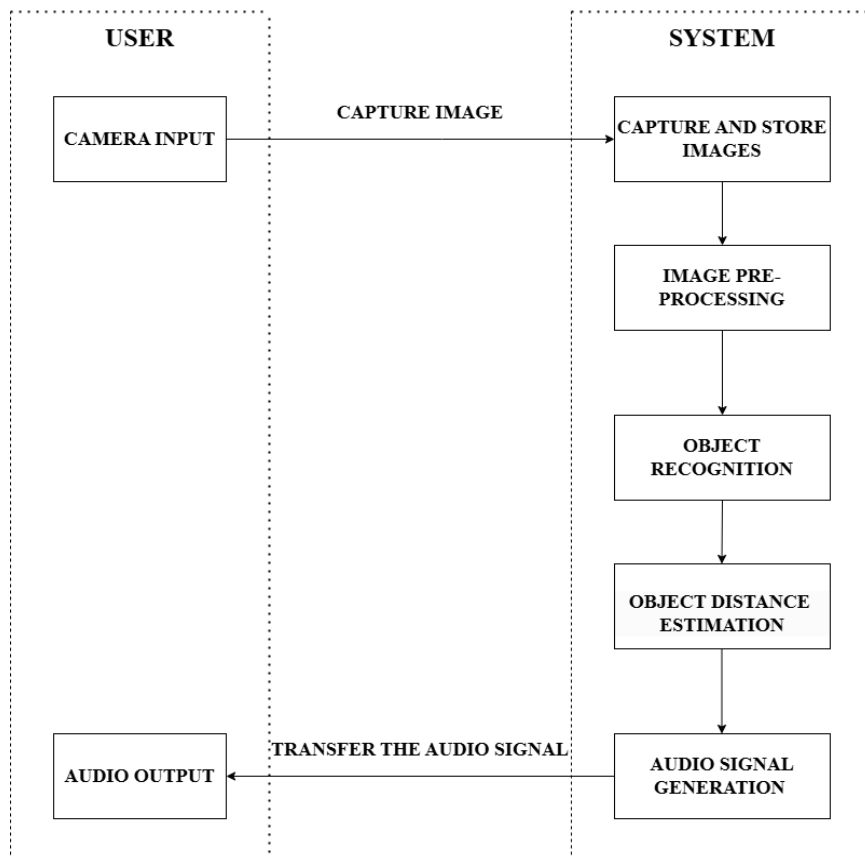 USER
SYSTEM
CAPTURE IMAGE
CAMERA INPUT
CAPTURE AND STORE
IMAGES
IMAGE PRE-
PROCESSING
OBJECT
RECOGNITION
OBJECT DISTANCE
ESTIMATION
TRANSFER THE AUDIO SIGNAL
AUDIO OUTPUT
AUDIO SIGNAL
GENERATION